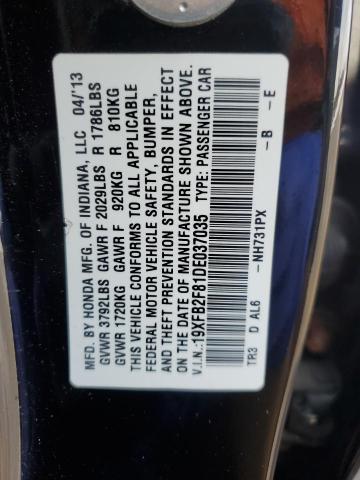 MFD. BY HONDA MFG. OF INDIANA, LLC 04/'13
GVWR 3792LBS GAWR F 2029LBS R 1786LBS
GVWR 1720KG GAWR F 920KG R 810KG
THIS VEHICLE CONFORMS TO ALL APPLICABLE
FEDERAL MOTOR VEHICLE SAFETY, BUMPER,
AND THEFT PREVENTION STANDARDS IN EFFECT
ON THE DATE OF MANUFACTURE SHOWN ABOVE.
V.I.N.: 19XFB2F81DE037035 TYPE: PASSENGER CAR
-NH731PX -B -E
TR3 D AL6